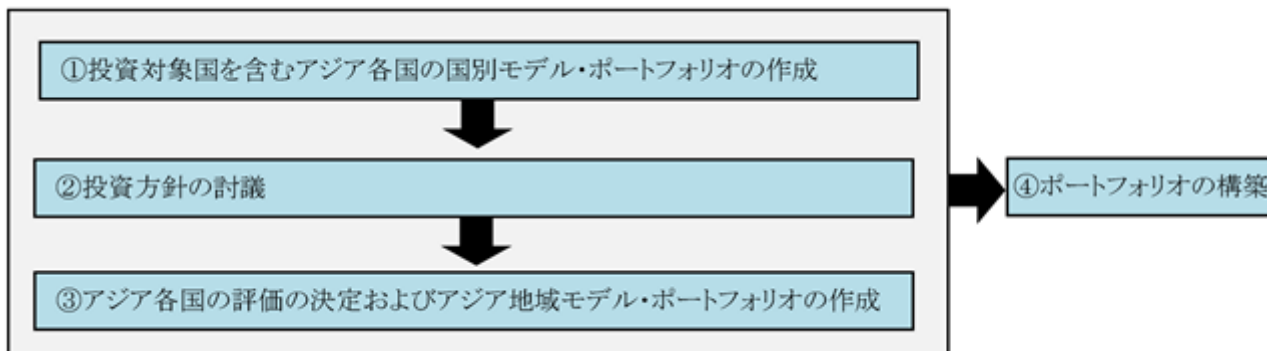 ①投資対象国を含むアジア各国の国別モデル・ポートフォリオの作成
②投資方針の討議
③アジア各国の評価の決定およびアジア地域モデル・ポートフォリオの作成
④ポートフォリオの構築